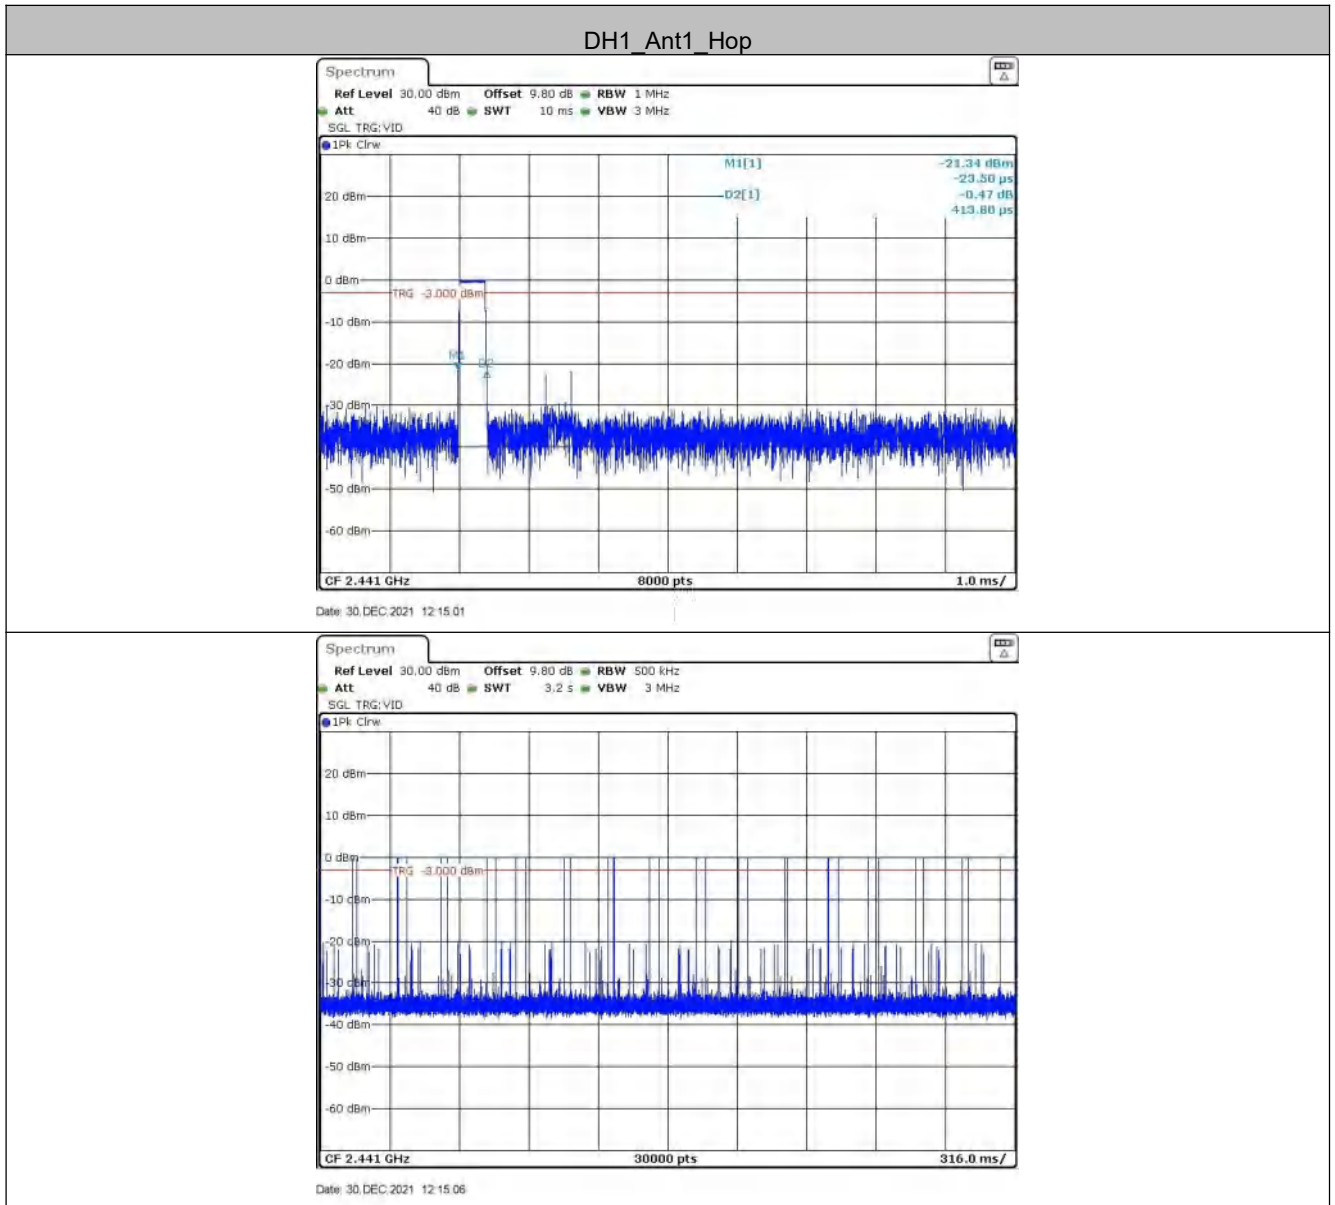 DH1_Ant1_Hop
Spectrum
Ref Level 30.00 dBm Offset 9.80 dB RBW 1 MHz
Att 40 dB SWT 10 ms VBW 3 MHz
SGL TRG:VID
1Pk Clrw
M1[1] -21.34 dBm
-23.50 µs
D2[1] -0.47 dB
413.80 µs
20 dBm
10 dBm
0 dBm
TRG -3.000 dBm
-10 dBm
M1
D2
-20 dBm
-30 dBm
-50 dBm
-60 dBm
CF 2.441 GHz 8000 pts 1.0 ms/
Date: 30.DEC.2021 12:15:01
Spectrum
Ref Level 30.00 dBm Offset 9.80 dB RBW 500 kHz
Att 40 dB SWT 3.2 s VBW 3 MHz
SGL TRG:VID
1Pk Clrw
20 dBm
10 dBm
0 dBm
TRG -3.000 dBm
-10 dBm
-20 dBm
-30 dBm
-40 dBm
-50 dBm
-60 dBm
CF 2.441 GHz 30000 pts 316.0 ms/
Date: 30.DEC.2021 12:15:06